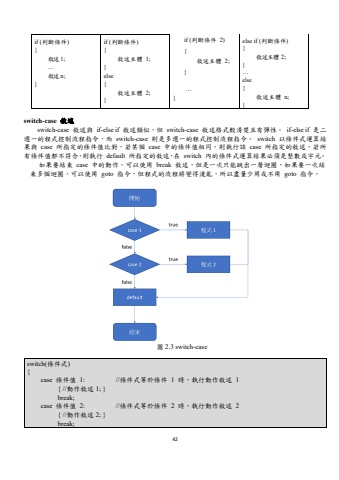 if (判斷條件)
{
敘述 1;
…
敘述 n;
}
if (判斷條件)
{
敘述主體 1;
}
else
{
敘述主體 2;
}
if (判斷條件 2)
{
敘述主體 2;
}
…
}
else if (判斷條件)
{
敘述主體 2;
}
…
else
{
敘述主體 n;
}
switch-case 敘述
switch-case 敘述與 if-else if 敘述類似，但 switch-case 敘述格式較清楚且有彈性。 if-else if 是二
選一的程式控制流程指令，而 switch-case 則是多選一的程式控制流程指令。 switch 以條件式運算結
果與 case 所指定的條件值比對，若某個 case 中的條件值相同，則執行該 case 所指定的敘述，若所
有條件值都不符合，則執行 default 所指定的敘述，在 switch 內的條件式運算結果必須是整數或字元。
如果要結束 case 中的動作，可以使用 break 敘述，但是一次只能跳出一層迴圈，如果要一次結
束多個迴圈，可以使用 goto 指令，但程式的流程將變得淩亂，所以盡量少用或不用 goto 指令。
開始
case 1
true
程式 1
false
case 2
true
程式 2
false
default
結束
圖 2.3 switch-case
switch(條件式)
{
case 條件值 1: //條件式等於條件 1 時，執行動作敘述 1
{ //動作敘述 1; }
break;
case 條件值 2: //條件式等於條件 2 時，執行動作敘述 2
{ //動作敘述 2; }
break;
42